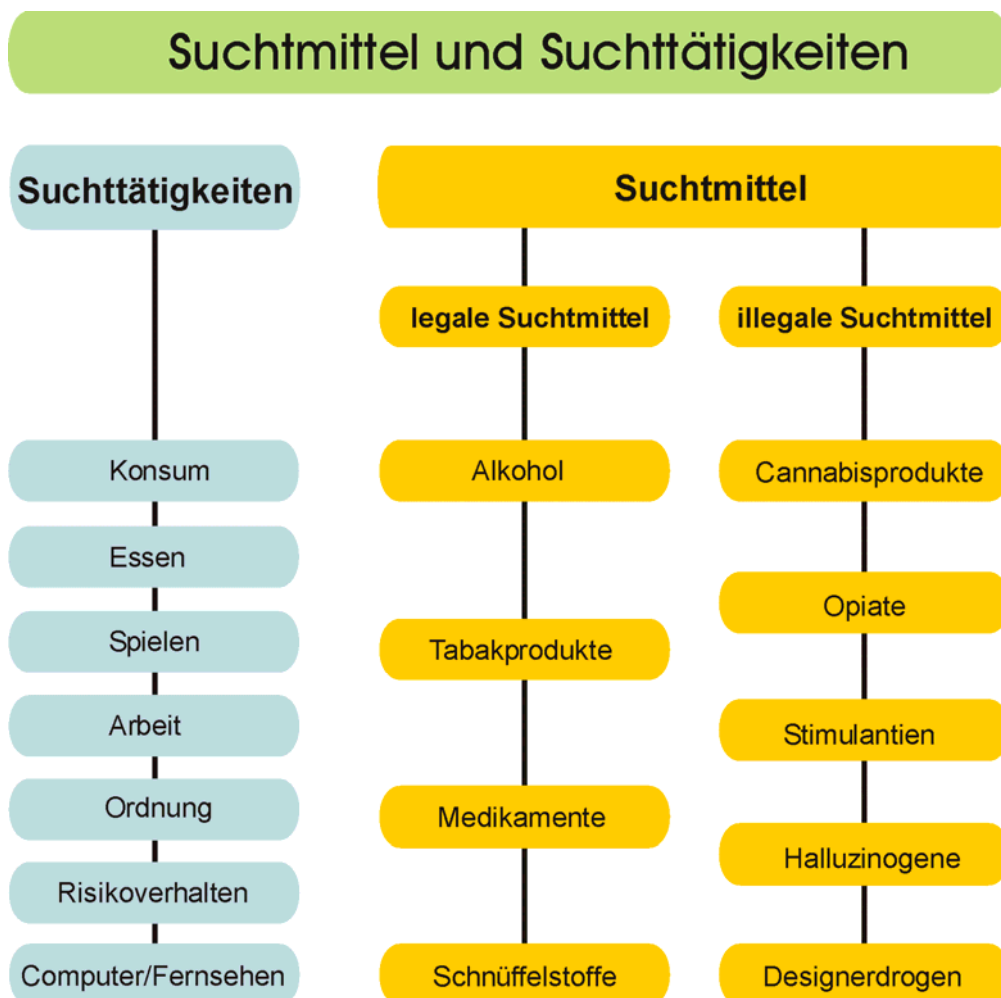 Suchtmittel und Suchttätigkeiten
Suchttätigkeiten
Konsum
Essen
Spielen
Arbeit
Ordnung
Risikoverhalten
Computer/Fernsehen
Suchtmittel
legale Suchtmittel
Alkohol
Tabakprodukte
Medikamente
Schnüffelstoffe
illegale Suchtmittel
Cannabisprodukte
Opiate
Stimulantien
Halluzinogene
Designerdrogen